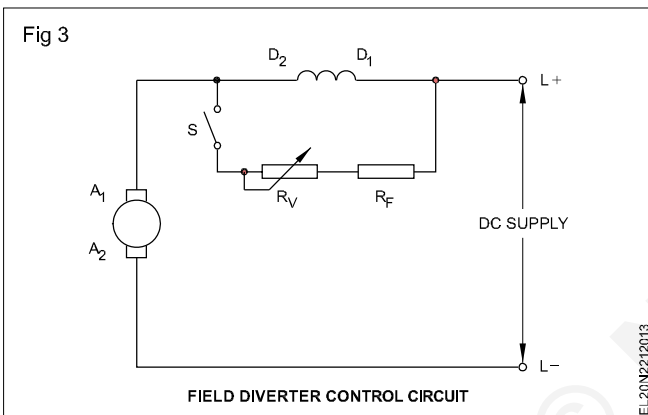 Fig 3
D2 D1
L+
S
RV RF
A1
A2
DC SUPPLY
L–
FIELD DIVERTER CONTROL CIRCUIT
EL20N2212013
©